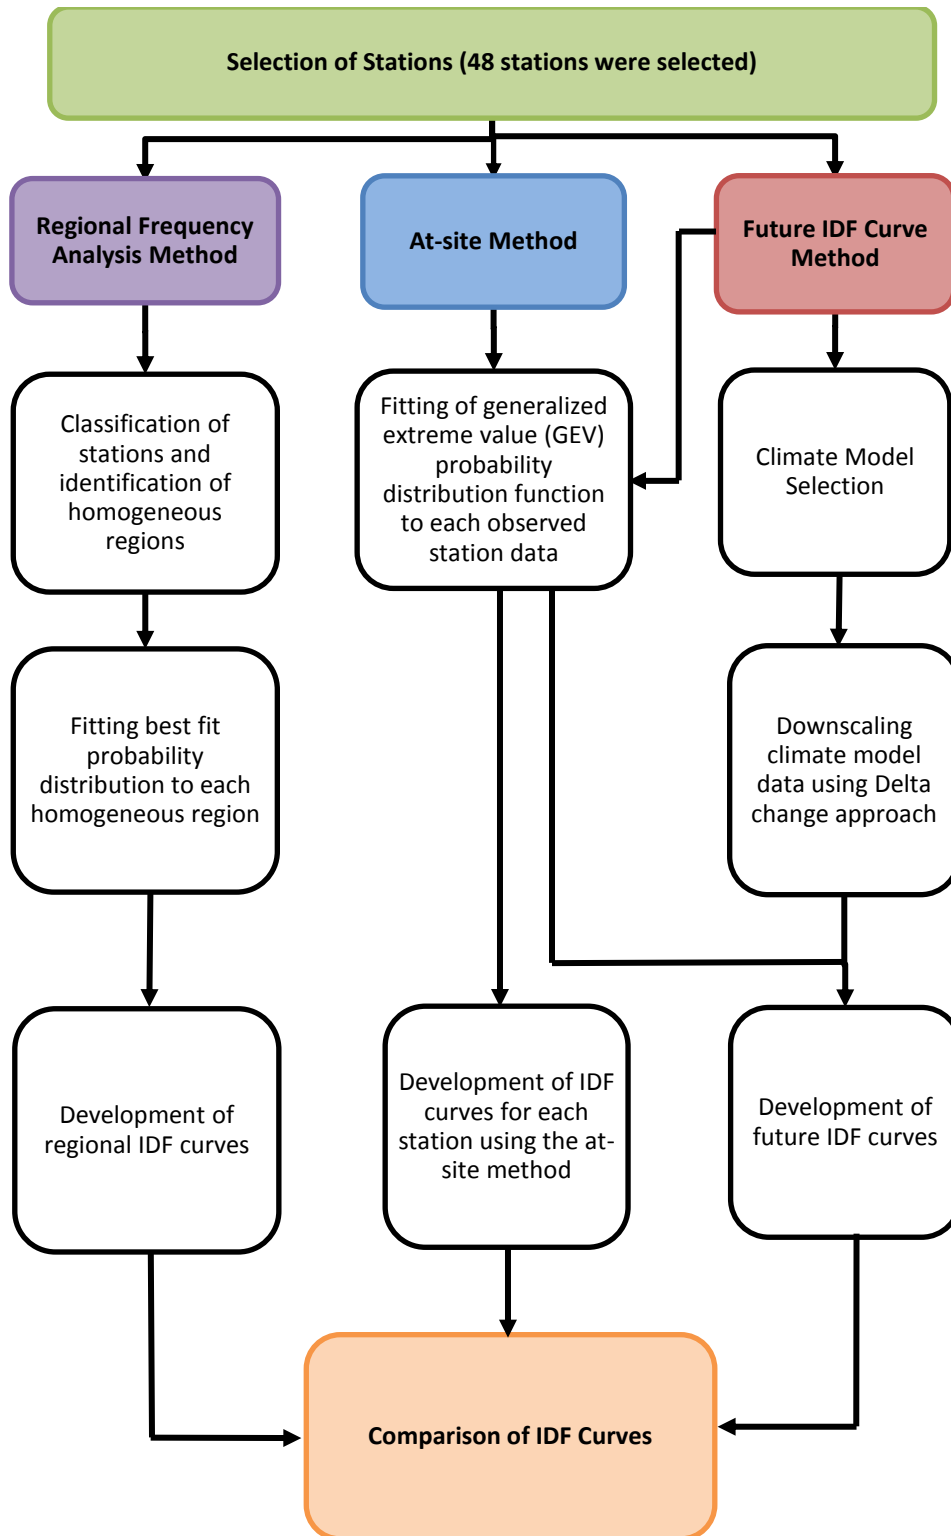 Selection of Stations (48 stations were selected)
Regional Frequency
Analysis Method
At-site Method
Future IDF Curve
Method
Classification of
stations and
identification of
homogeneous
regions
Fitting of generalized
extreme value (GEV)
probability
distribution function
to each observed
station data
Climate Model
Selection
Fitting best fit
probability
distribution to each
homogeneous region
Downscaling
climate model
data using Delta
change approach
Development of
regional IDF curves
Development of IDF
curves for each
station using the at-
site method
Development of
future IDF curves
Comparison of IDF Curves